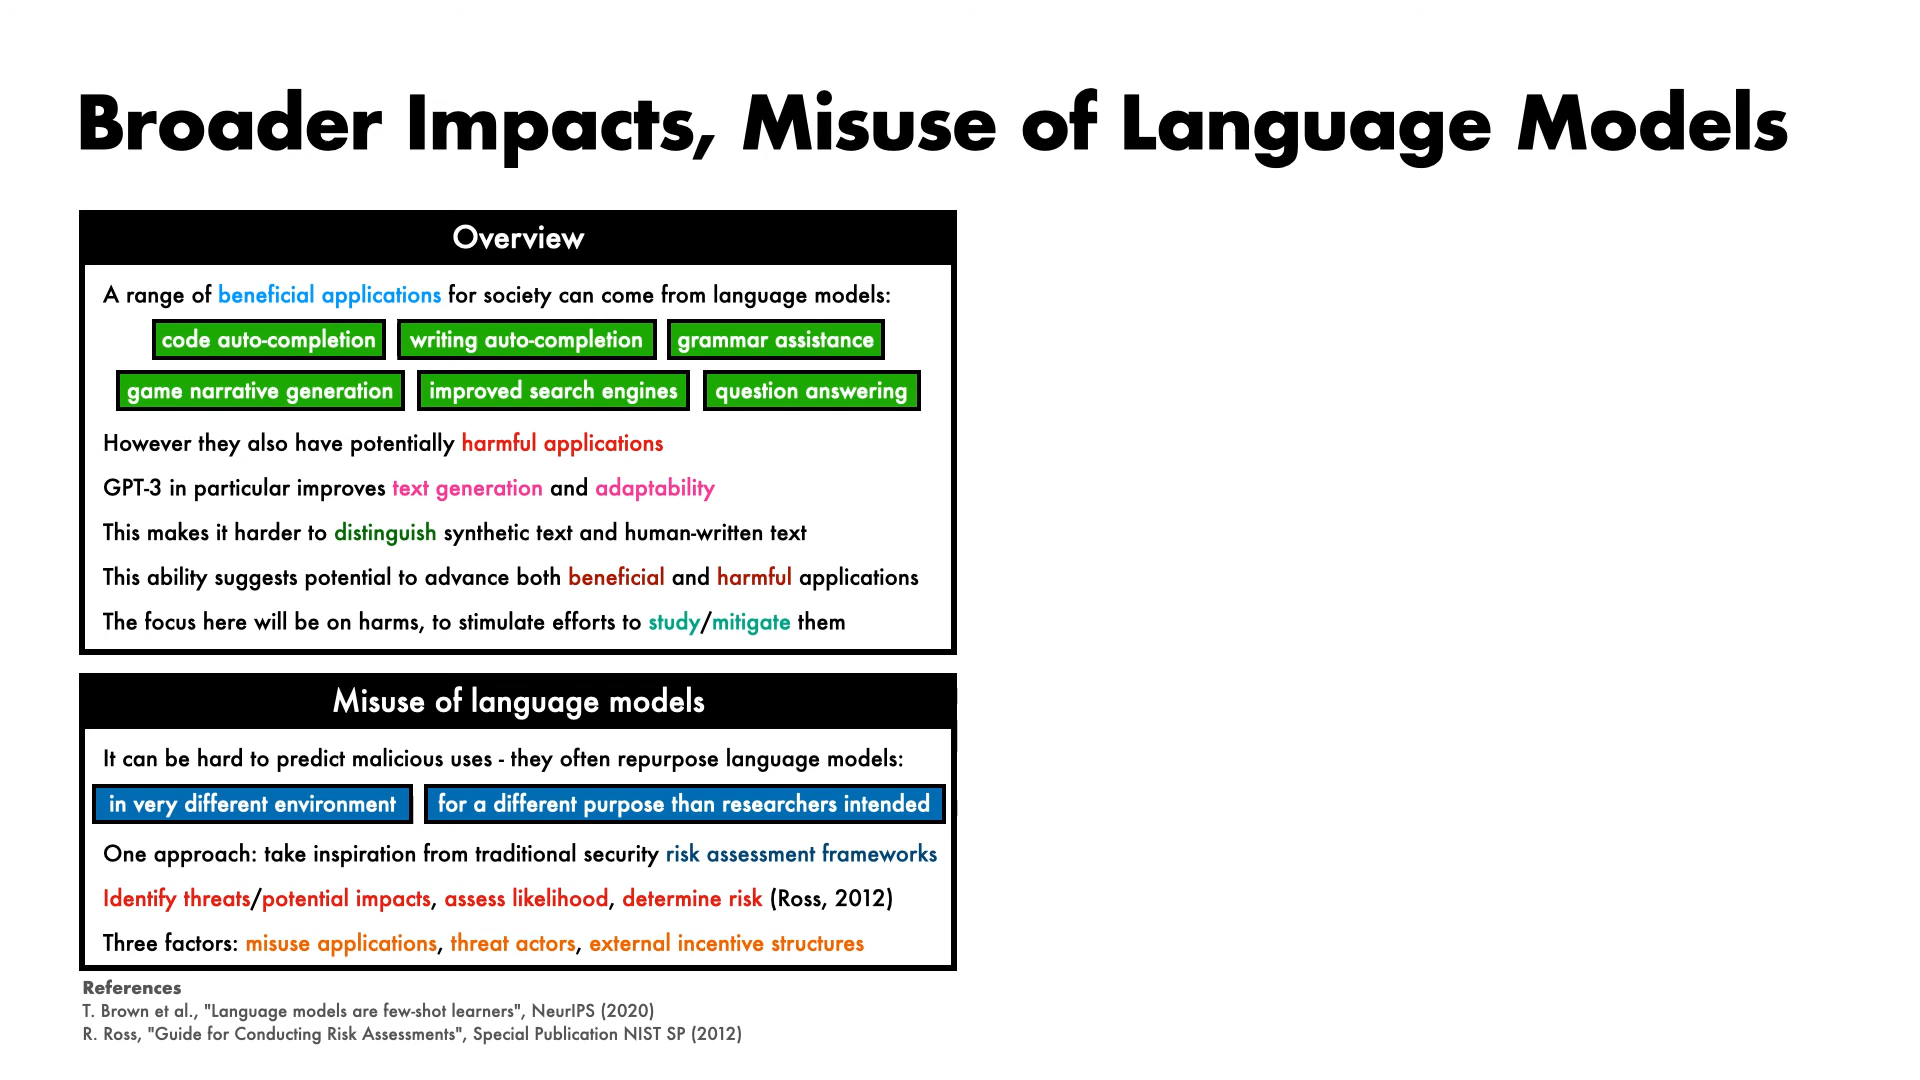 Broader Impacts, Misuse of Language Models
Overview
A range of beneficial applications for society can come from language models:
code auto-completion writing auto-completion grammar assistance
game narrative generation improved search engines question answering
However they also have potentially harmful applications
GPT-3 in particular improves text generation and adaptability
This makes it harder to distinguish synthetic text and human-written text
This ability suggests potential to advance both beneficial and harmful applications
The focus here will be on harms, to stimulate efforts to study/mitigate them
Misuse of language models
It can be hard to predict malicious uses - they often repurpose language models:
in very different environment for a different purpose than researchers intended
One approach: take inspiration from traditional security risk assessment frameworks
Identify threats/potential impacts, assess likelihood, determine risk (Ross, 2012)
Three factors: misuse applications, threat actors, external incentive structures
References
T. Brown et al., "Language models are few-shot learners", NeurIPS (2020)
R. Ross, "Guide for Conducting Risk Assessments", Special Publication NIST SP (2012)